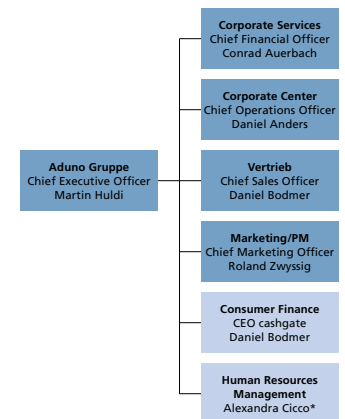 Corporate Services
Chief Financial Officer
Conrad Auerbach
Corporate Center
Chief Operations Officer
Daniel Anders
Aduno Gruppe
Chief Executive Officer
Martin Huldi
Vertrieb
Chief Sales Officer
Daniel Bodmer
Marketing/PM
Chief Marketing Officer
Roland Zwyssig
Consumer Finance
CEO cashgate
Daniel Bodmer
Human Resources
Management
Alexandra Cicco*